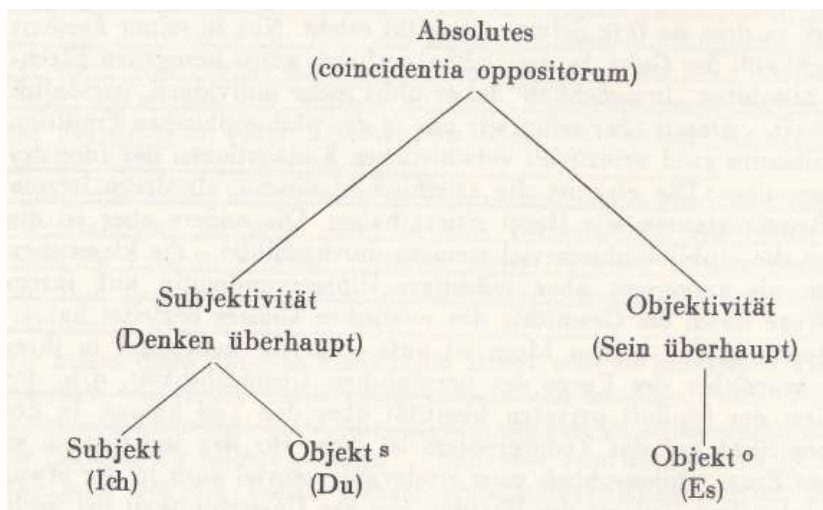 Absolutes
(coincidentia oppositorum)
Subjektivität
(Denken überhaupt)
Objektivität
(Sein überhaupt)
Subjekt
(Ich)
Objekt s
(Du)
Objekt o
(Es)